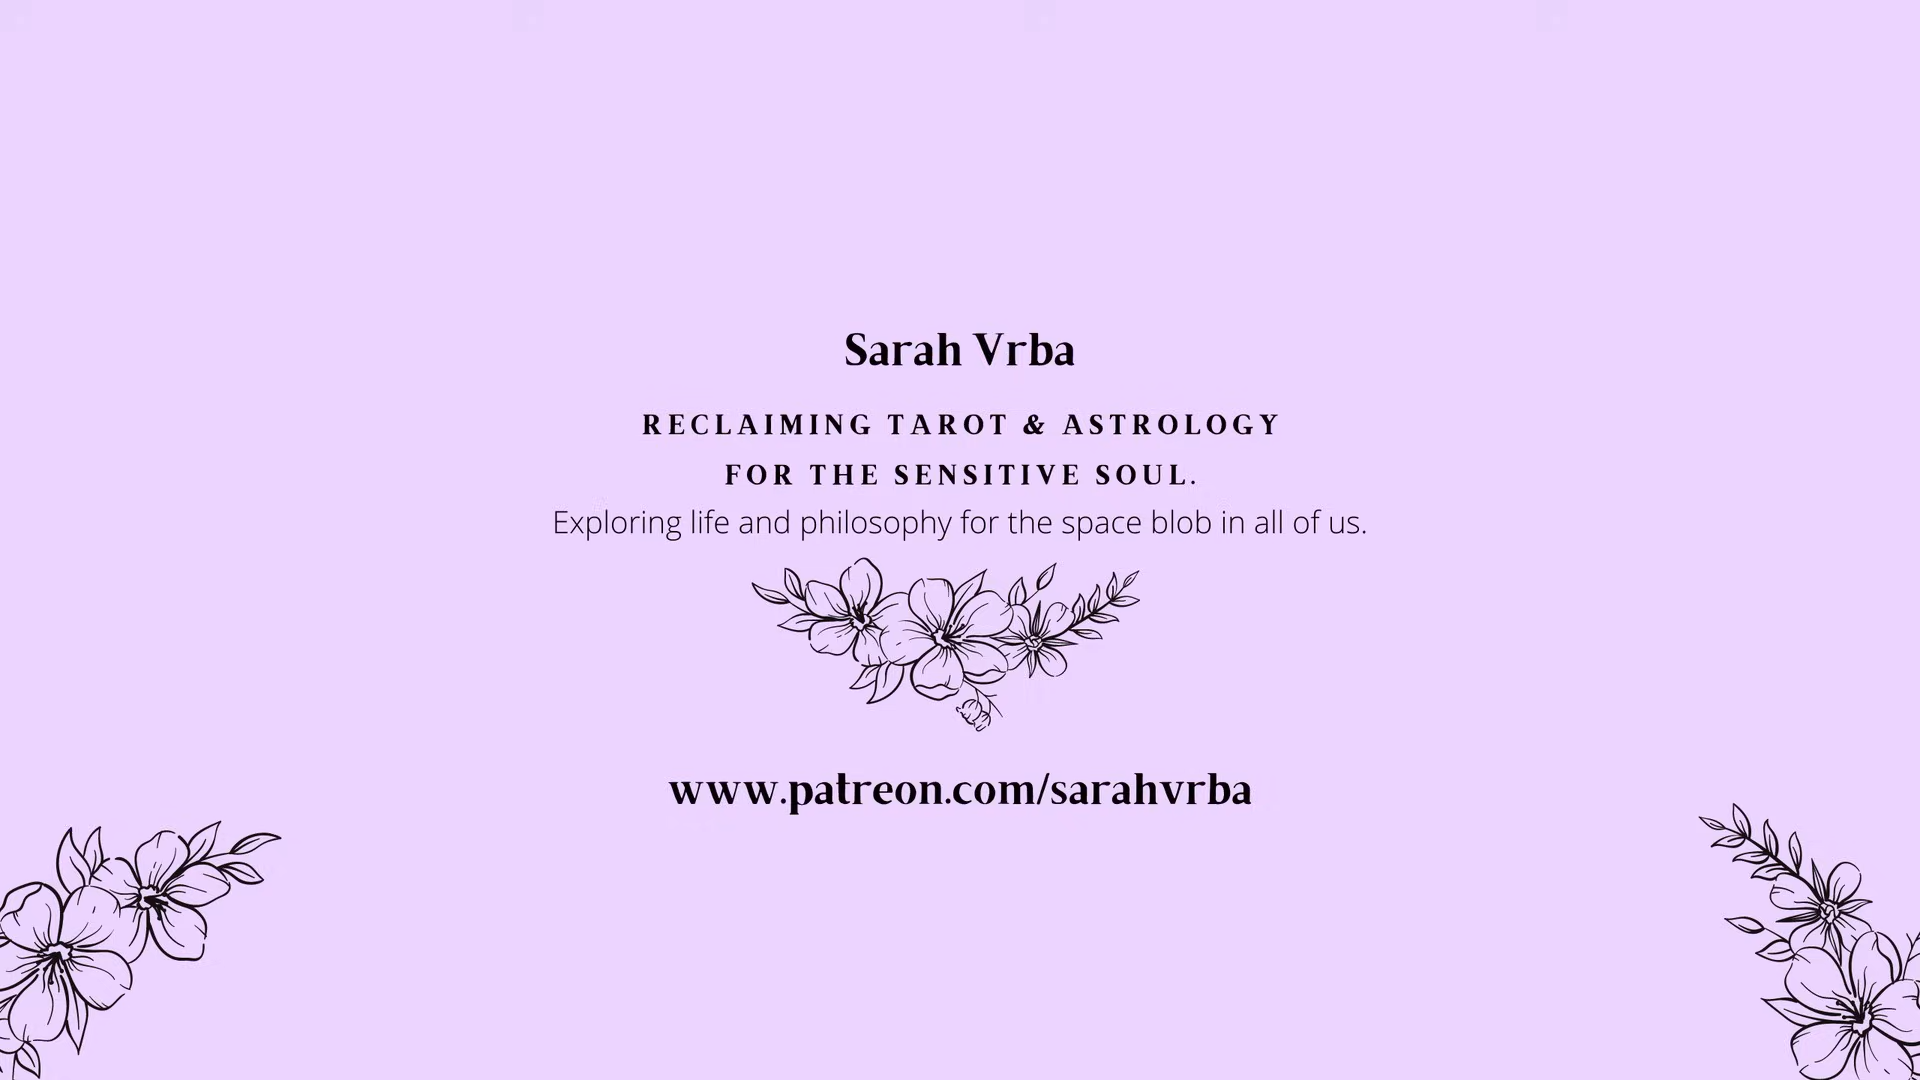 Sarah Vrba
RECLAIMING TAROT & ASTROLOGY
FOR THE SENSITIVE SOUL.
Exploring life and philosophy for the space blob in all of us.
www.patreon.com/sarahvrba